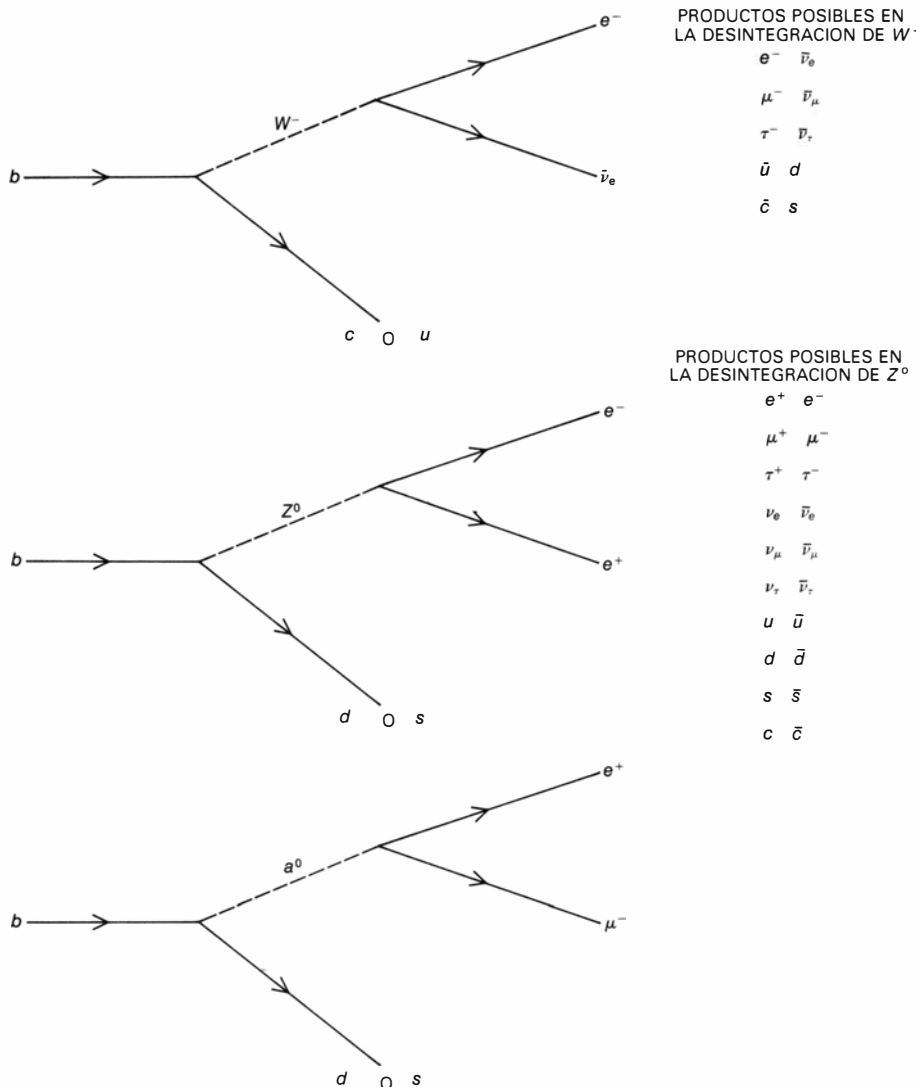 e⁻
W⁻
b
ν̄ₑ
c O u
PRODUCTOS POSIBLES EN
LA DESINTEGRACION DE W⁻
e⁻ ν̄ₑ
μ⁻ ν̄_μ
τ⁻ ν̄_τ
ū d
c̄ s
e⁻
Z⁰
b
e⁺
d O s
PRODUCTOS POSIBLES EN
LA DESINTEGRACION DE Z⁰
e⁺ e⁻
μ⁺ μ⁻
τ⁺ τ⁻
νₑ ν̄ₑ
ν_μ ν̄_μ
ν_τ ν̄_τ
u ū
d d̄
s s̄
c c̄
e⁺
a⁰
b
μ⁻
d O s